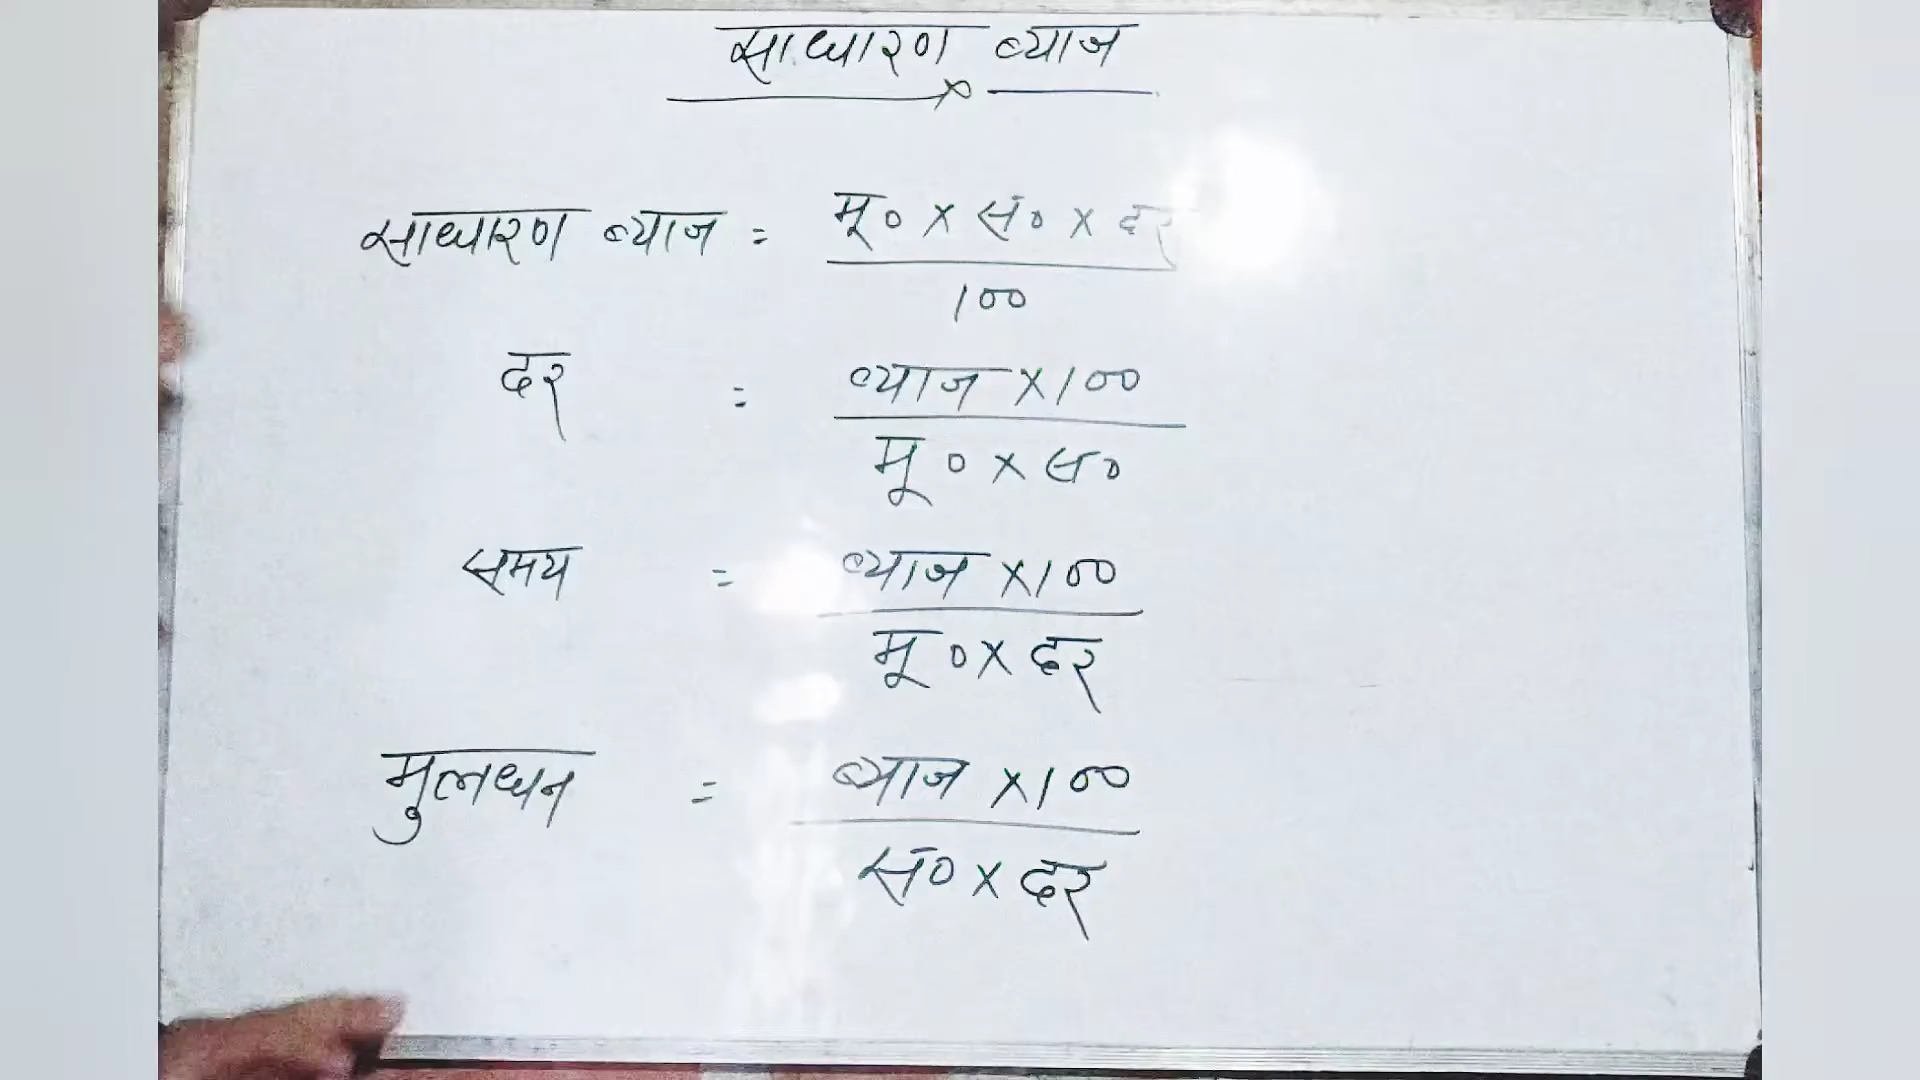 साधारण ब्याज
साधारण ब्याज = मू० × स० × दर
100
दर = ब्याज × 100
मू० × स०
समय = ब्याज × 100
मू० × दर
मुलधन = ब्याज × 100
स० × दर